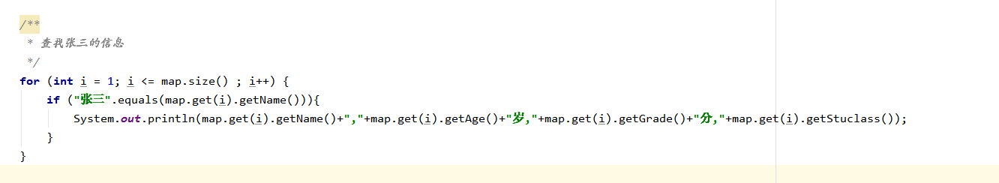 /**
 * 查找张三的信息
 */
for (int i = 1; i <= map.size() ; i++) {
    if ("张三".equals(map.get(i).getName())){
        System.out.println(map.get(i).getName()+","+map.get(i).getAge()+"岁,"+map.get(i).getGrade()+"分,"+map.get(i).getStuclass());
    }
}